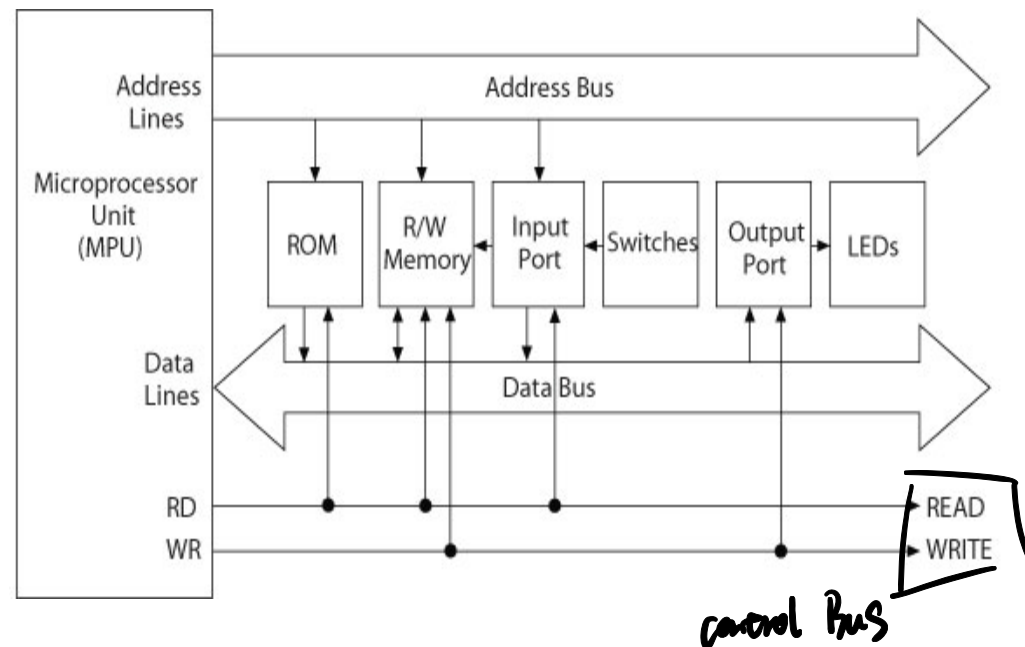 Address Bus
Address
Lines
Microprocessor
Unit
(MPU)
ROM
R/W
Memory
Input
Port
Switches
Output
Port
LEDs
Data
Lines
Data Bus
RD
READ
WR
WRITE
control Bus